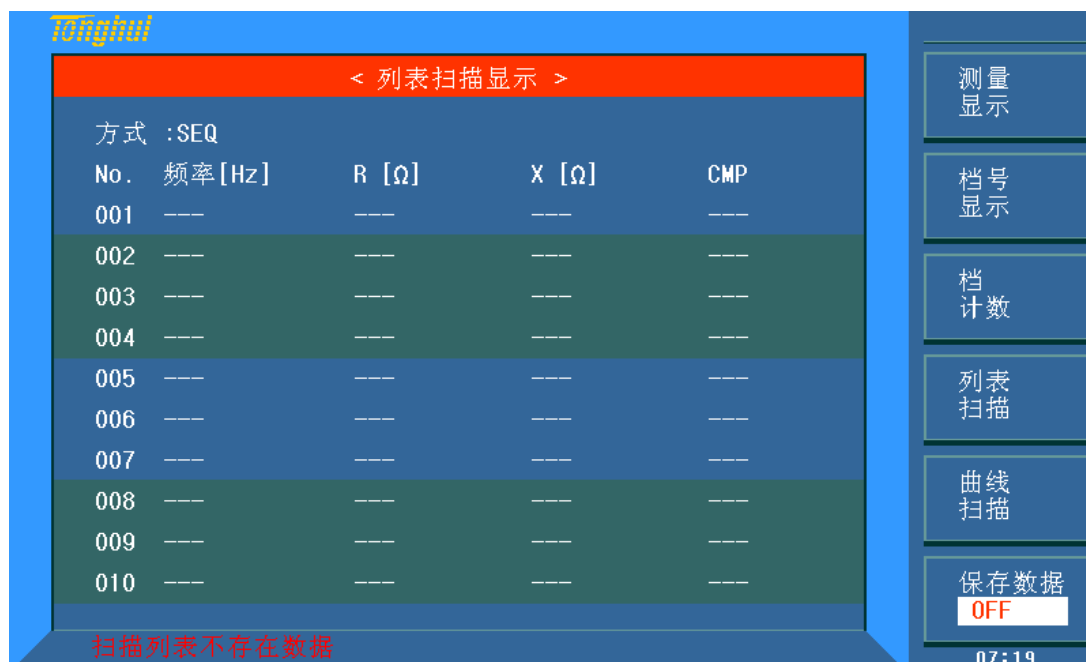 Tonghui
< 列表扫描显示 >
方式 :SEQ
No. 频率[Hz] R [Ω] X [Ω] CMP
001 --- --- --- ---
002 --- --- --- ---
003 --- --- --- ---
004 --- --- --- ---
005 --- --- --- ---
006 --- --- --- ---
007 --- --- --- ---
008 --- --- --- ---
009 --- --- --- ---
010 --- --- --- ---
扫描列表不存在数据
测量
显示
档号
显示
档
计数
列表
扫描
曲线
扫描
保存数据
OFF
07:19